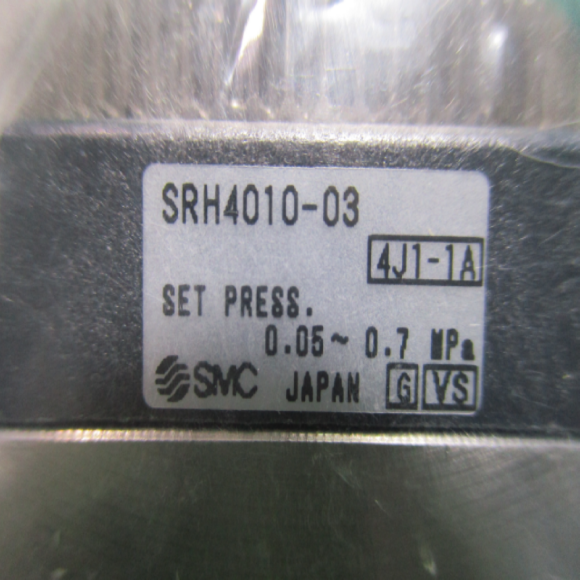 SRH4010-03
4J1-1A
SET PRESS.
0.05~ 0.7 MPa
SMC JAPAN G VS